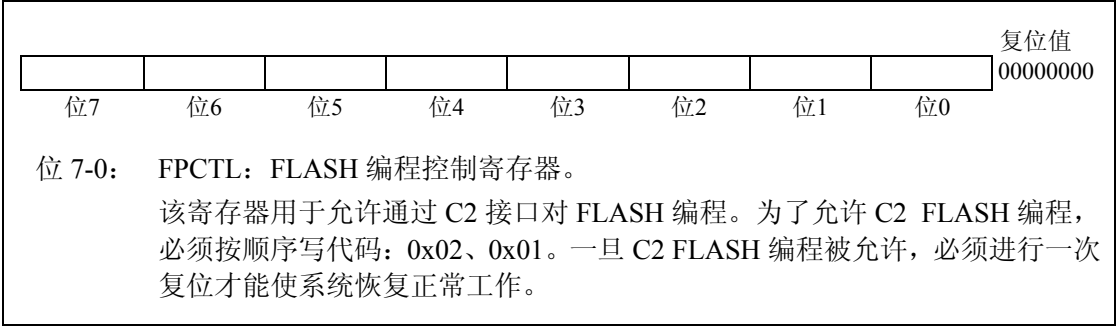 复位值
00000000
位7 位6 位5 位4 位3 位2 位1 位0
位 7-0： FPCTL：FLASH 编程控制寄存器。
该寄存器用于允许通过 C2 接口对 FLASH 编程。为了允许 C2 FLASH 编程，
必须按顺序写代码：0x02、0x01。一旦 C2 FLASH 编程被允许，必须进行一次
复位才能使系统恢复正常工作。